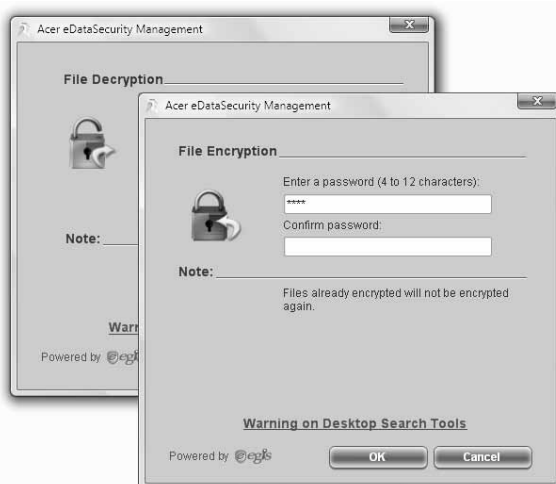 Acer eDataSecurity Management
File Decryption
Note:
Powered by
Acer eDataSecurity Management
File Encryption
Enter a password (4 to 12 characters):
****
Confirm password:
Note:
Files already encrypted will not be encrypted
again.
Warning on Desktop Search Tools
Powered by egis
OK
Cancel